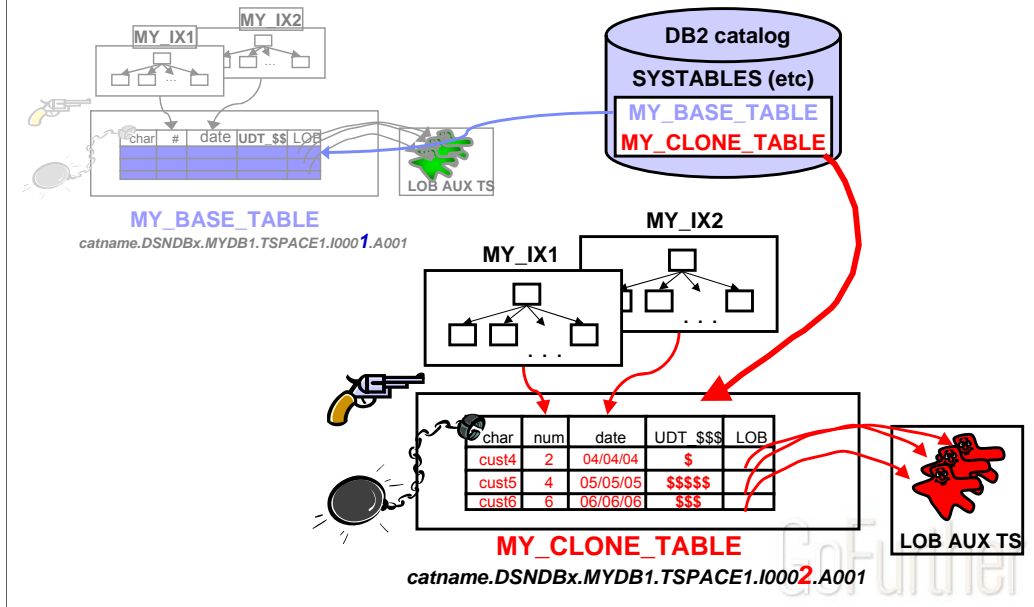 MY_IX2
MY_IX1
...
...
char # date UDT_$$ LOB
LOB AUX TS
MY_BASE_TABLE
catname.DSNDBx.MYDB1.TSPACE1.I0001.A001
DB2 catalog
SYSTABLES (etc)
MY_BASE_TABLE
MY_CLONE_TABLE
MY_IX2
MY_IX1
. . .
. . .
char num date UDT_$$$ LOB
cust4 2 04/04/04 $
cust5 4 05/05/05 $$$$$
cust6 6 06/06/06 $$$
LOB AUX TS
MY_CLONE_TABLE
catname.DSNDBx.MYDB1.TSPACE1.I0002.A001
GoFurther